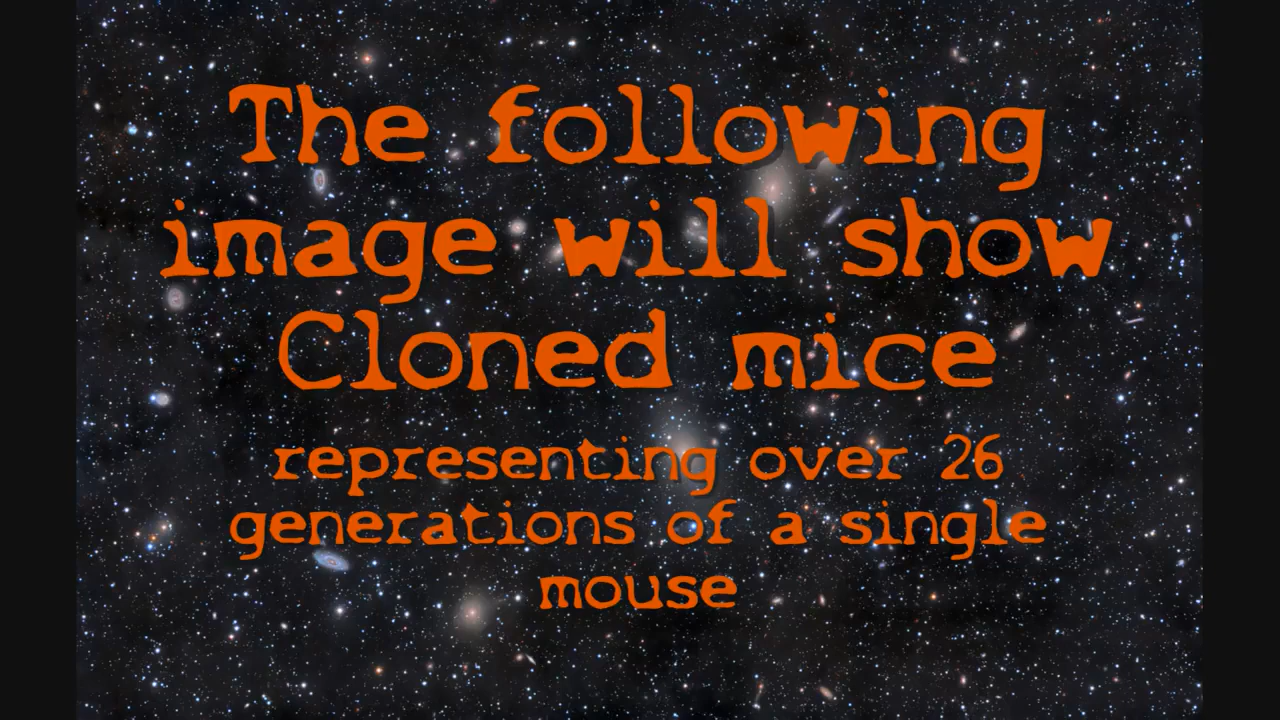 The following
image will show
Cloned mice
representing over 26
generations of a single
mouse